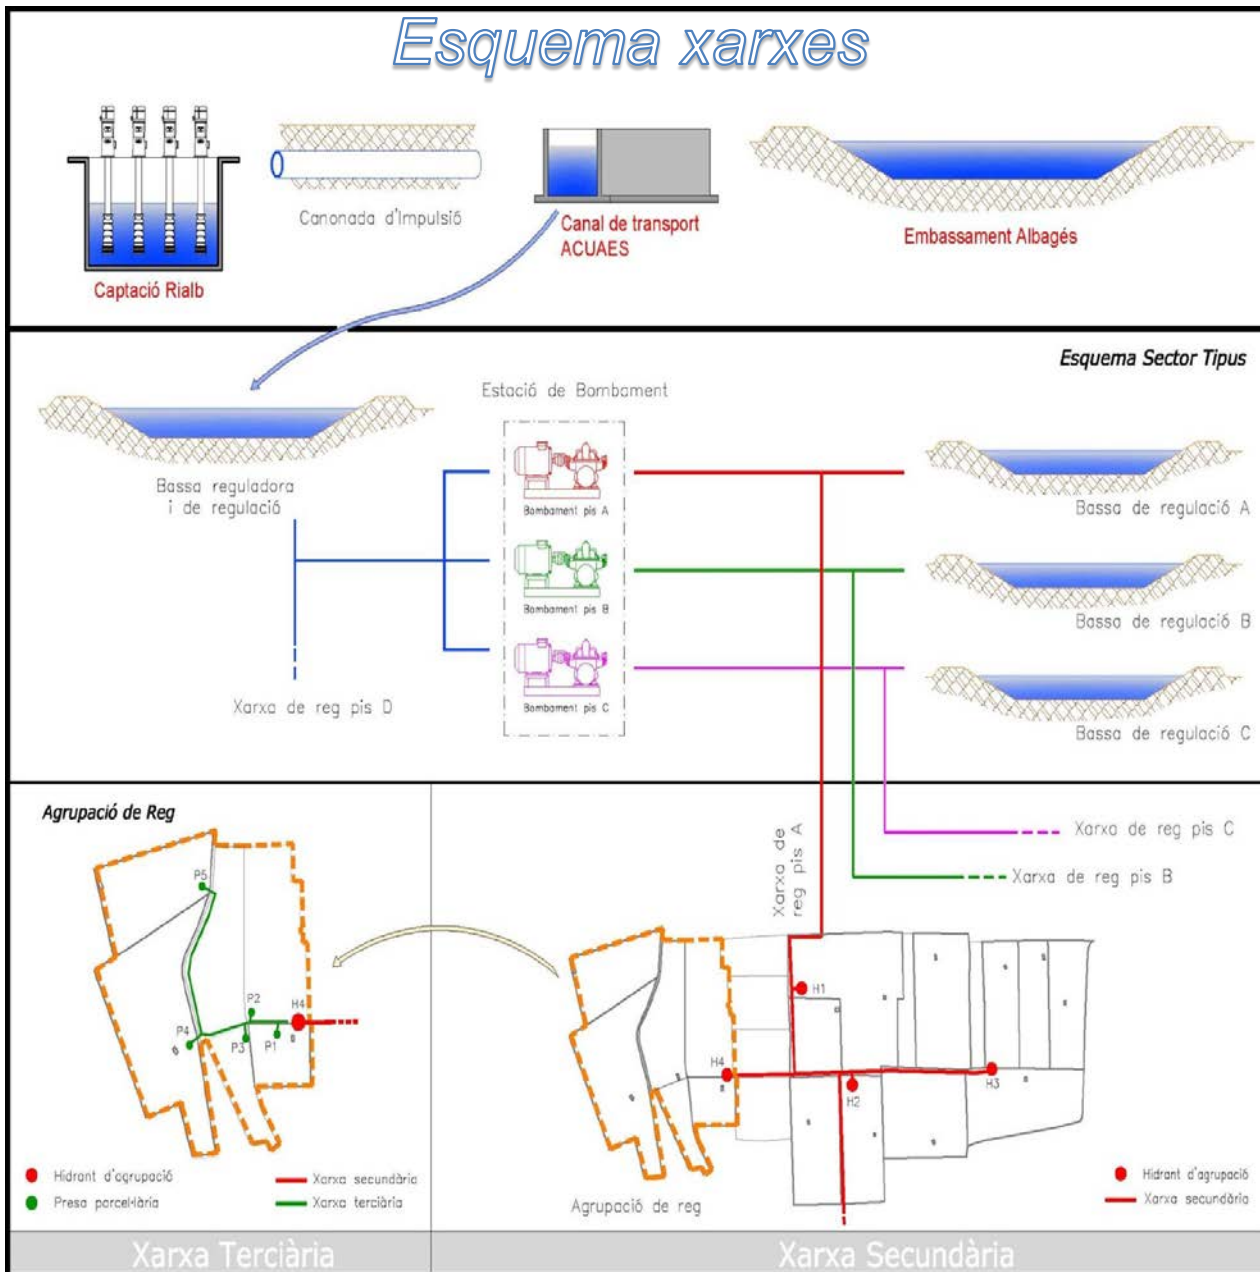 Esquema xarxes
Captació Rialb
Canonada d'Impulsió
Canal de transport
ACUAES
Embassament Albagés
Esquema Sector Tipus
Estació de Bombament
Bassa reguladora
i de regulació
Bombament pis A
Bombament pis B
Bombament pis C
Bassa de regulació A
Bassa de regulació B
Bassa de regulació C
Xarxa de reg pis D
Agrupació de Reg
Xarxa de
reg pis A
Xarxa de reg pis C
Xarxa de reg pis B
P5
P2
H4
P4
P3
P1
H1
H4
H2
H3
Hidrant d'agrupació
Presa parcel·lària
Xarxa secundària
Xarxa terciària
Agrupació de reg
Hidrant d'agrupació
Xarxa secundària
Xarxa Terciària
Xarxa Secundària